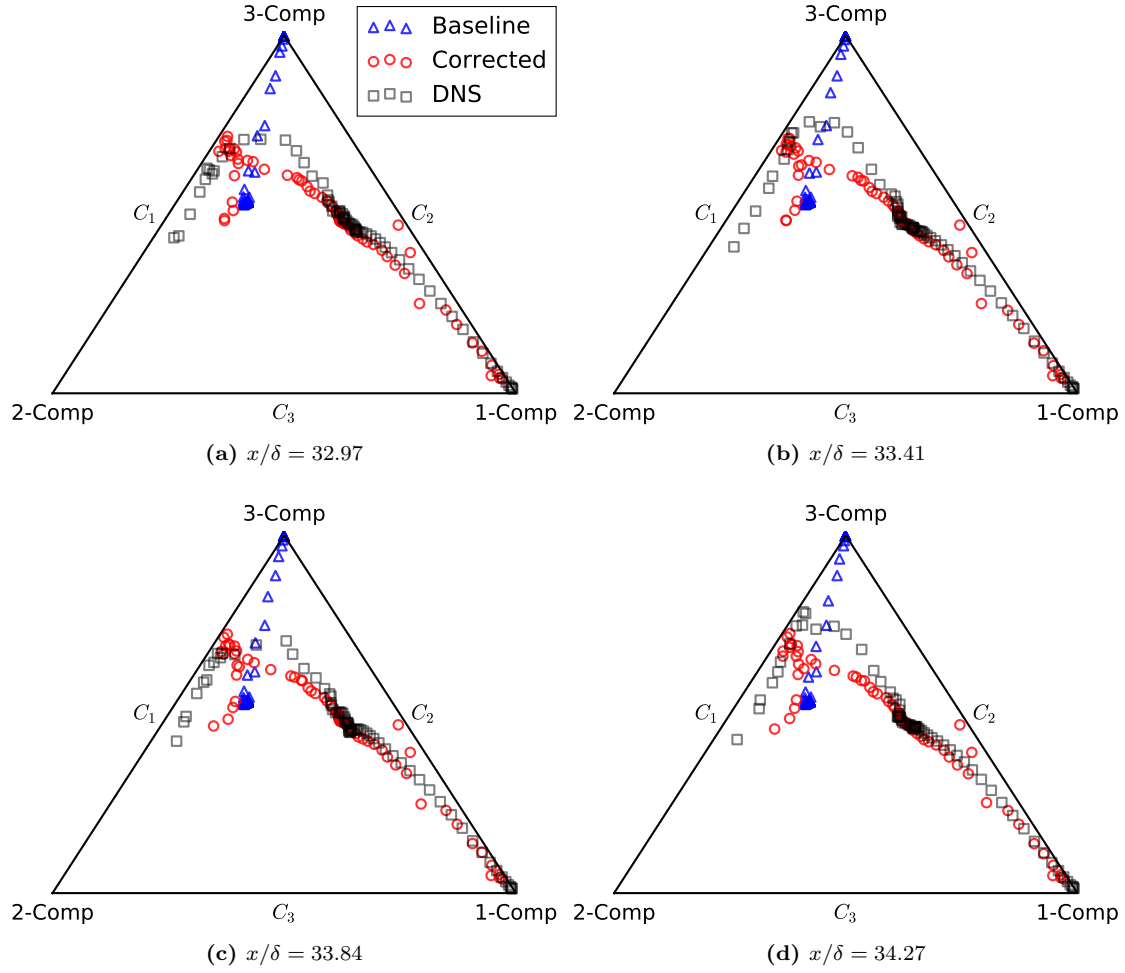 3-Comp
Baseline
Corrected
DNS
C₁
C₂
2-Comp
C₃
1-Comp
(a) x/δ = 32.97
3-Comp
C₁
C₂
2-Comp
C₃
1-Comp
(b) x/δ = 33.41
3-Comp
C₁
C₂
2-Comp
C₃
1-Comp
(c) x/δ = 33.84
3-Comp
C₁
C₂
2-Comp
C₃
1-Comp
(d) x/δ = 34.27